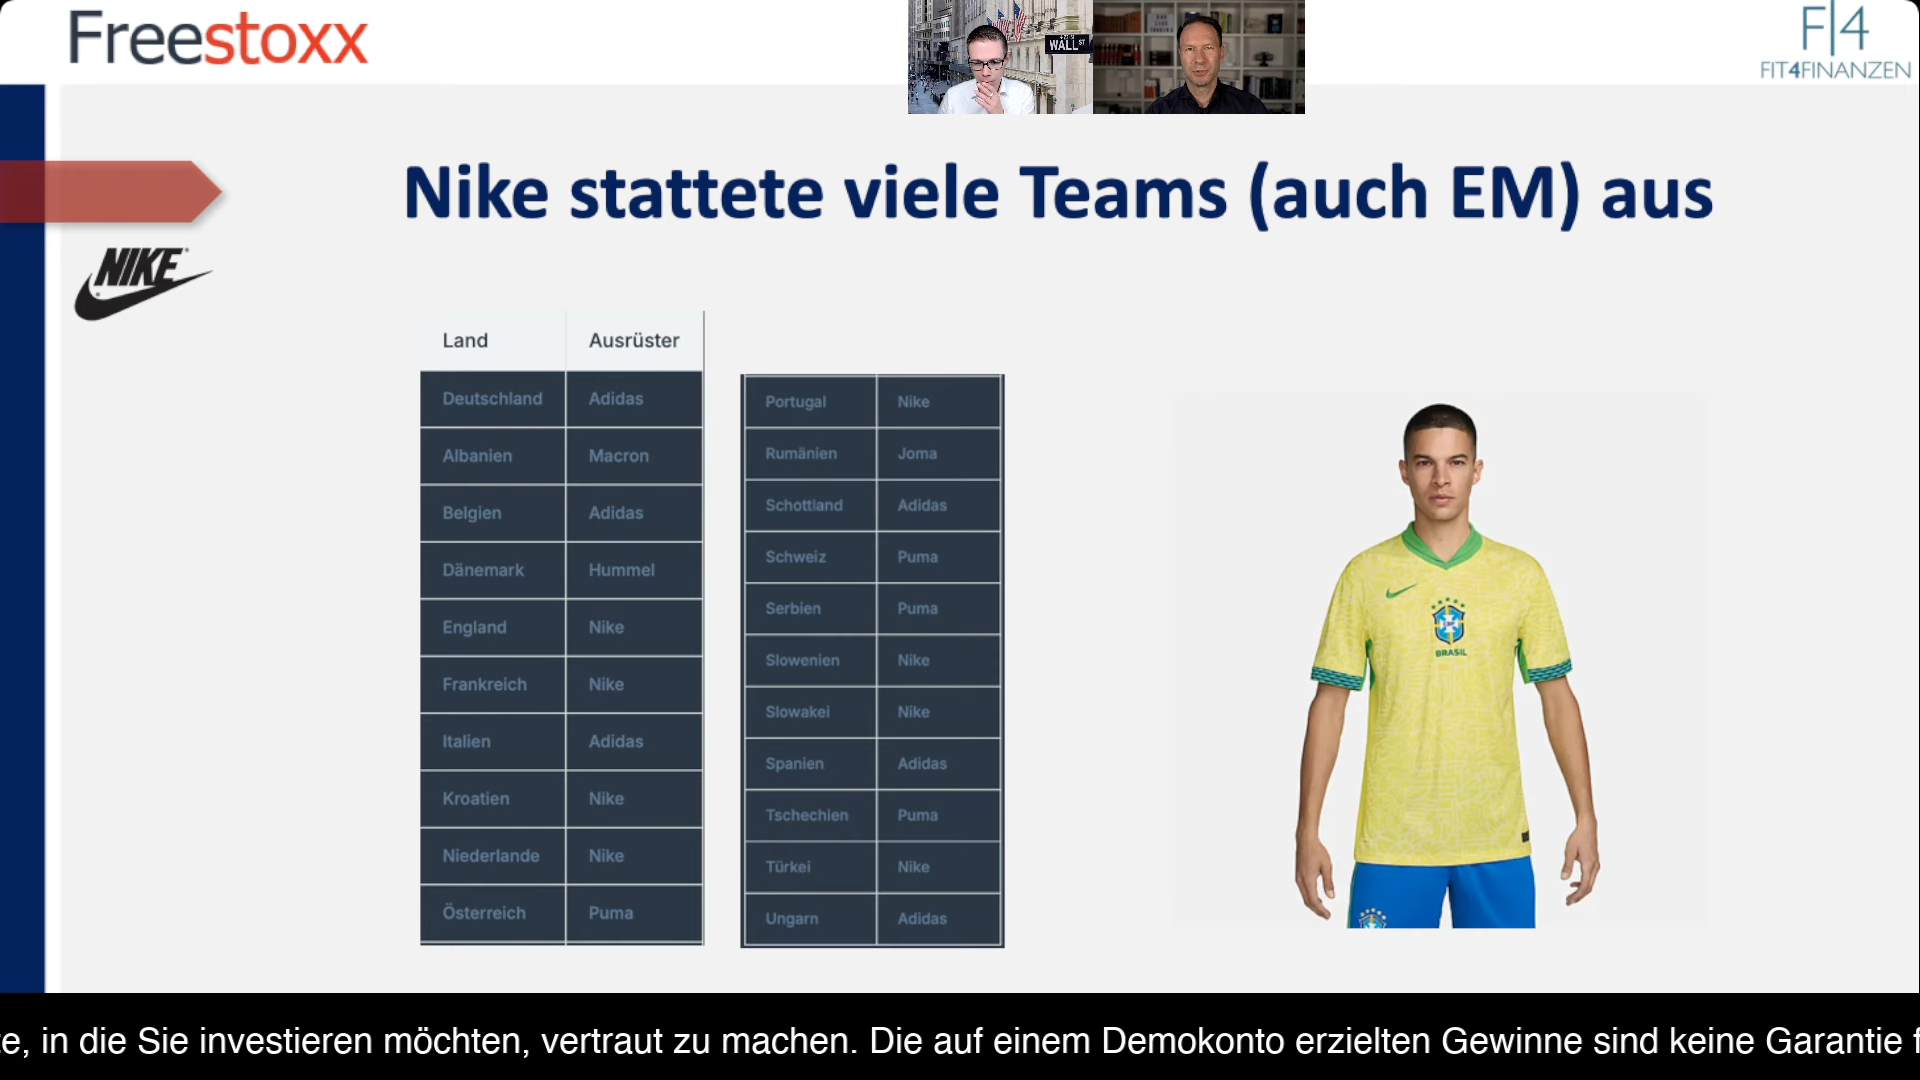 Freestoxx
WALL ST
F|4
FIT4FINANZEN
Nike stattete viele Teams (auch EM) aus
NIKE
Land Ausrüster
Deutschland Adidas
Albanien Macron
Belgien Adidas
Dänemark Hummel
England Nike
Frankreich Nike
Italien Adidas
Kroatien Nike
Niederlande Nike
Österreich Puma
Portugal Nike
Rumänien Joma
Schottland Adidas
Schweiz Puma
Serbien Puma
Slowenien Nike
Slowakei Nike
Spanien Adidas
Tschechien Puma
Türkei Nike
Ungarn Adidas
BRASIL
e, in die Sie investieren möchten, vertraut zu machen. Die auf einem Demokonto erzielten Gewinne sind keine Garantie f